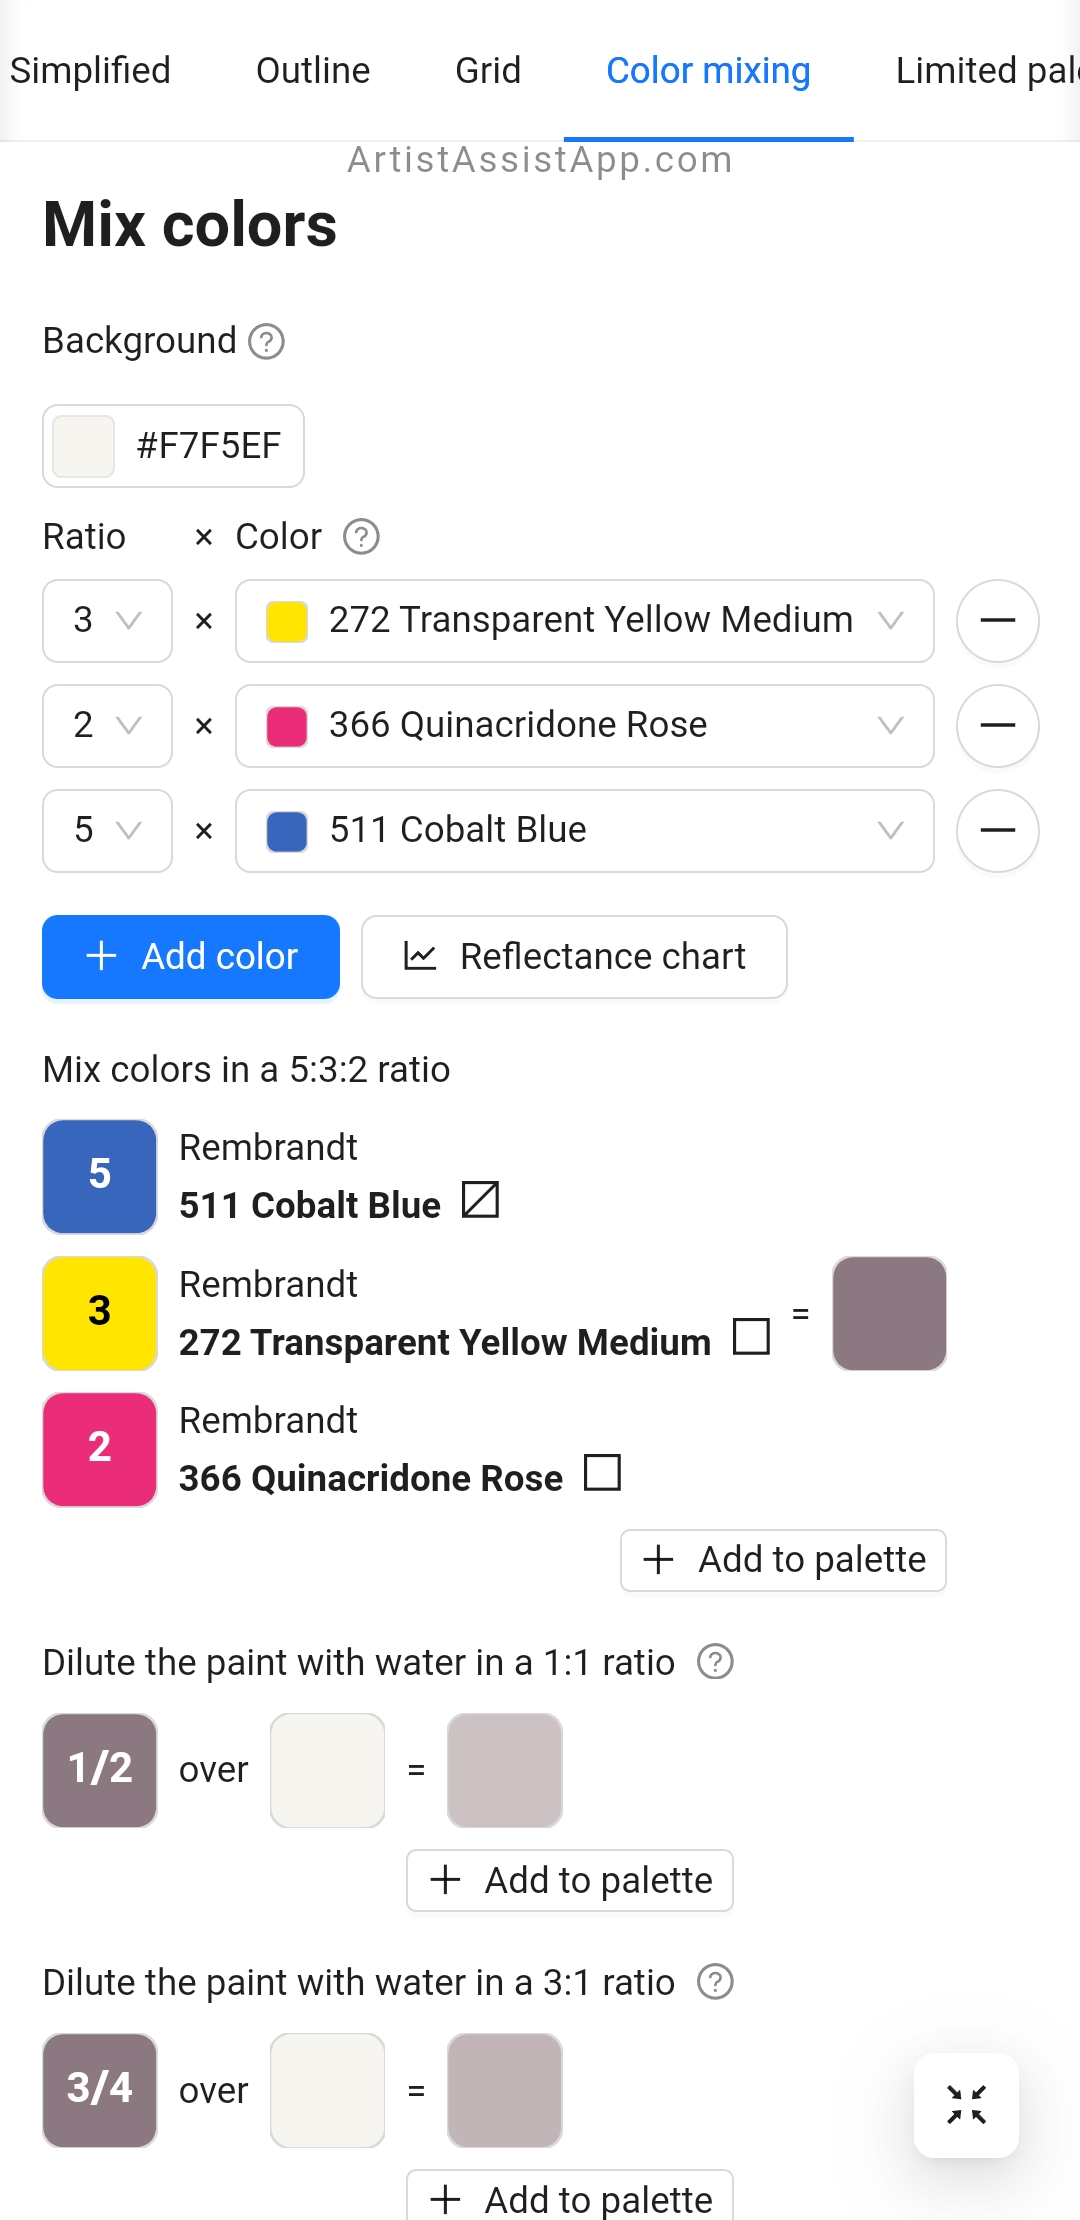 Simplified Outline Grid Color mixing Limited pal
ArtistAssistApp.com
Mix colors
Background ?
#F7F5EF
Ratio × Color ?
3 × 272 Transparent Yellow Medium
2 × 366 Quinacridone Rose
5 × 511 Cobalt Blue
+ Add color Reflectance chart
Mix colors in a 5:3:2 ratio
5 Rembrandt
511 Cobalt Blue
3 Rembrandt
272 Transparent Yellow Medium =
2 Rembrandt
366 Quinacridone Rose
+ Add to palette
Dilute the paint with water in a 1:1 ratio ?
1/2 over =
+ Add to palette
Dilute the paint with water in a 3:1 ratio ?
3/4 over =
+ Add to palette